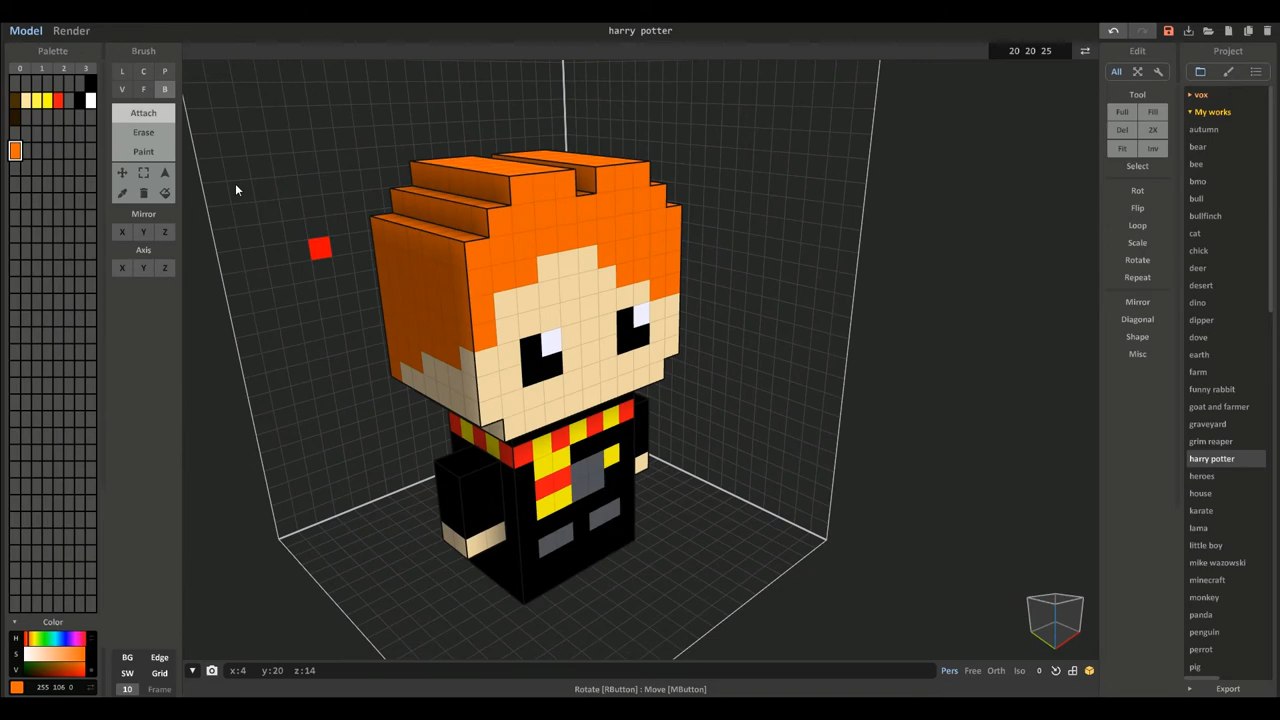 Model Render
harry potter
Palette
Brush
20 20 25
Edit
Project
0 1 2 3
L C P
V F B
All
Attach
Erase
Paint
Tool
Full Fill
Del 2X
Fit Inv
Select
Rot
Flip
Loop
Scale
Rotate
Repeat
Mirror
Diagonal
Shape
Misc
Mirror
X Y Z
Axis
X Y Z
vox
My works
autumn
bear
bee
bmo
bull
bullfinch
cat
chick
deer
desert
dino
dipper
dove
earth
farm
funny rabbit
goat and farmer
graveyard
grim reaper
harry potter
heroes
house
karate
lama
little boy
mike wazowski
minecraft
monkey
panda
penguin
perrot
pig
Color
H
S
V
255 106 0
BG Edge
SW Grid
10 Frame
x:4 y:20 z:14
Pers Free Orth Iso 0
Rotate [RButton] : Move [MButton]
Export